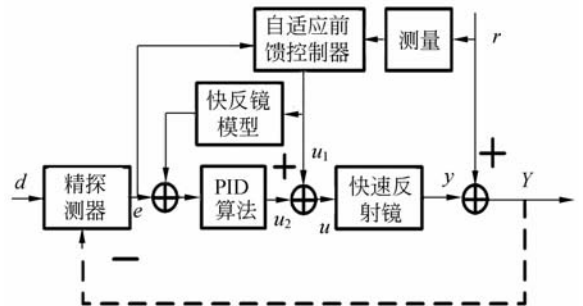 自适应前
馈控制器
测量
r
快反镜
模型
u₁
+
+
d
精探
测器
e
PID
算法
u₂
u
快速反
射镜
y
Y
−